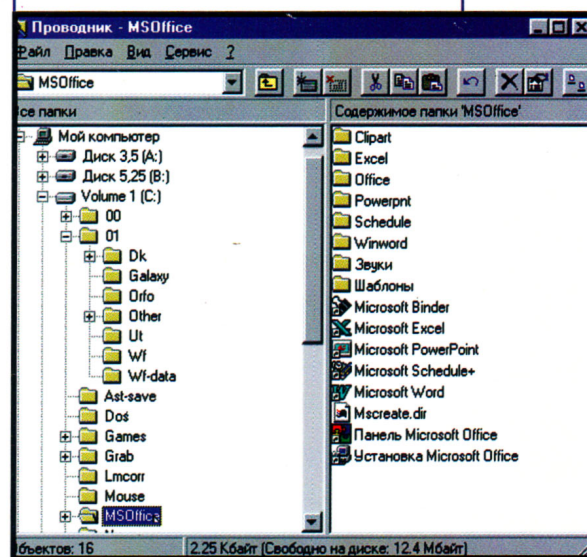 Проводник - MSOffice
Файл Правка Вид Сервис ?
MSOffice
Все папки
Содержимое папки 'MSOffice'
Мой компьютер
Диск 3,5 (A:)
Диск 5,25 (B:)
Volume 1 (C:)
00
01
Dk
Galaxy
Orfo
Other
Ut
Wf
Wf-data
Ast-save
Dos
Games
Grab
Lmcorr
Mouse
MSOffice
Clipart
Excel
Office
Powerpnt
Schedule
Winword
Звуки
Шаблоны
Microsoft Binder
Microsoft Excel
Microsoft PowerPoint
Microsoft Schedule+
Microsoft Word
Mscreate.dir
Панель Microsoft Office
Установка Microsoft Office
Объектов: 16
2.25 Кбайт (Свободно на диске: 12.4 Мбайт)